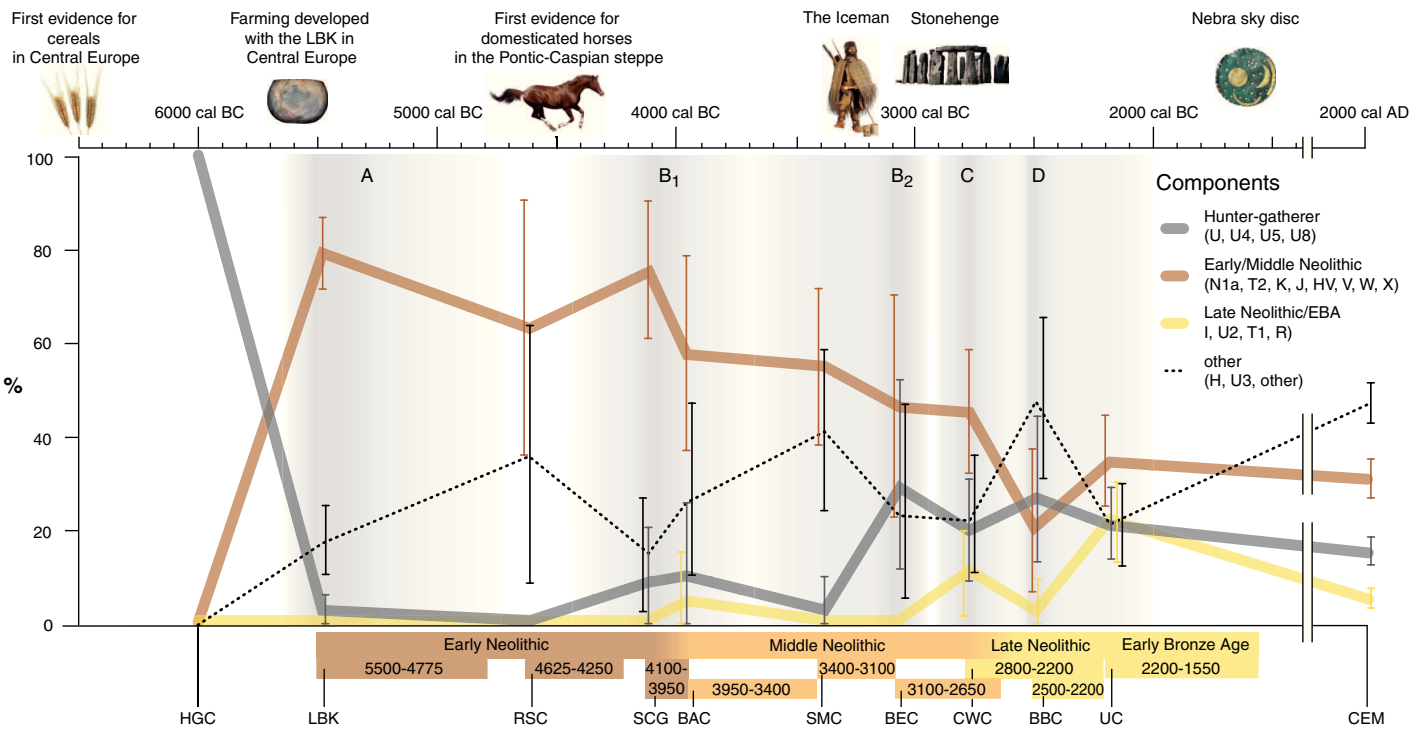 First evidence for
cereals
in Central Europe
Farming developed
with the LBK in
Central Europe
First evidence for
domesticated horses
in the Pontic-Caspian steppe
The Iceman
Stonehenge
Nebra sky disc
6000 cal BC
5000 cal BC
4000 cal BC
3000 cal BC
2000 cal BC
2000 cal AD
100
80
60
%
40
20
0
A
B1
B2
C
D
Components
Hunter-gatherer
(U, U4, U5, U8)
Early/Middle Neolithic
(N1a, T2, K, J, HV, V, W, X)
Late Neolithic/EBA
I, U2, T1, R)
other
(H, U3, other)
Early Neolithic
Middle Neolithic
Late Neolithic
Early Bronze Age
5500-4775
4625-4250
4100-
3950
3400-3100
2800-2200
2200-1550
3950-3400
3100-2650
2500-2200
HGC
LBK
RSC
SCG
BAC
SMC
BEC
CWC
BBC
UC
CEM